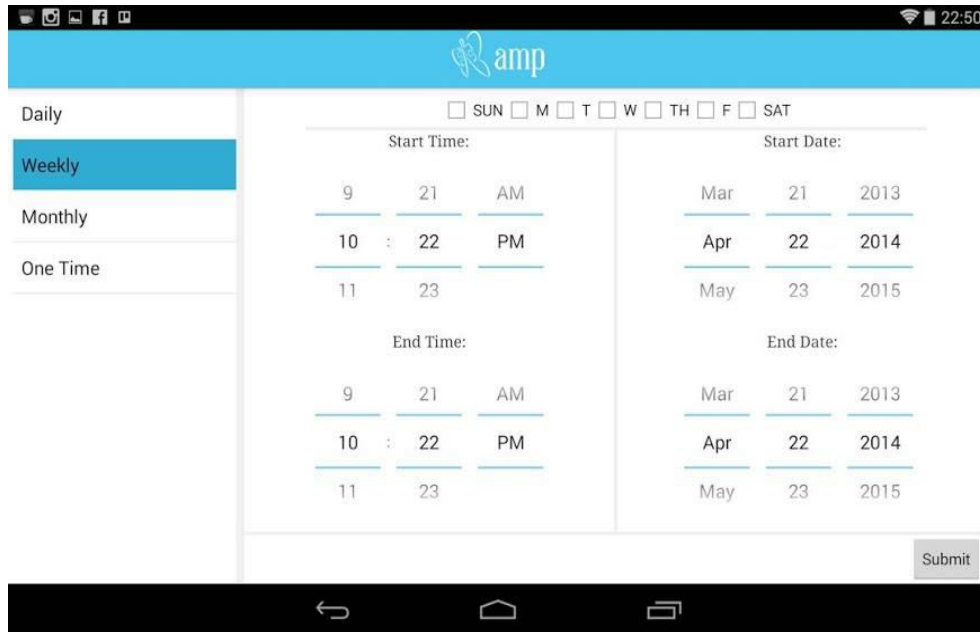 22:50
amp
Daily
Weekly
Monthly
One Time
SUN M T W TH F SAT
Start Time:
9 21 AM
10 : 22 PM
11 23
Start Date:
Mar 21 2013
Apr 22 2014
May 23 2015
End Time:
9 21 AM
10 : 22 PM
11 23
End Date:
Mar 21 2013
Apr 22 2014
May 23 2015
Submit